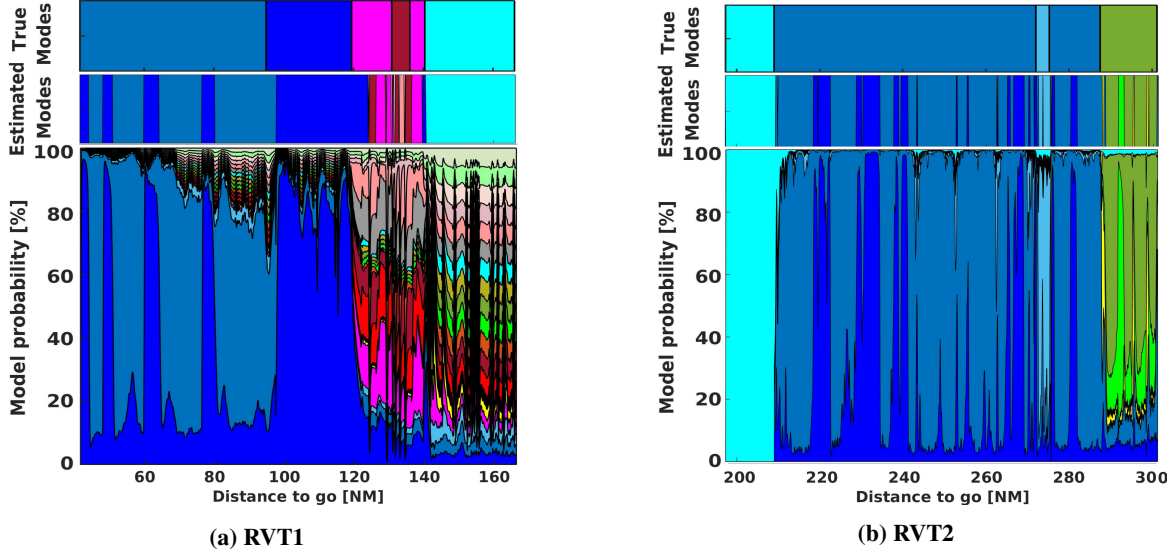 True
Modes
Estimated
Modes
Model probability [%]
100
80
60
40
20
0
60 80 100 120 140 160
Distance to go [NM]
(a) RVT1
True
Modes
Estimated
Modes
Model probability [%]
100
80
60
40
20
0
200 220 240 260 280 300
Distance to go [NM]
(b) RVT2